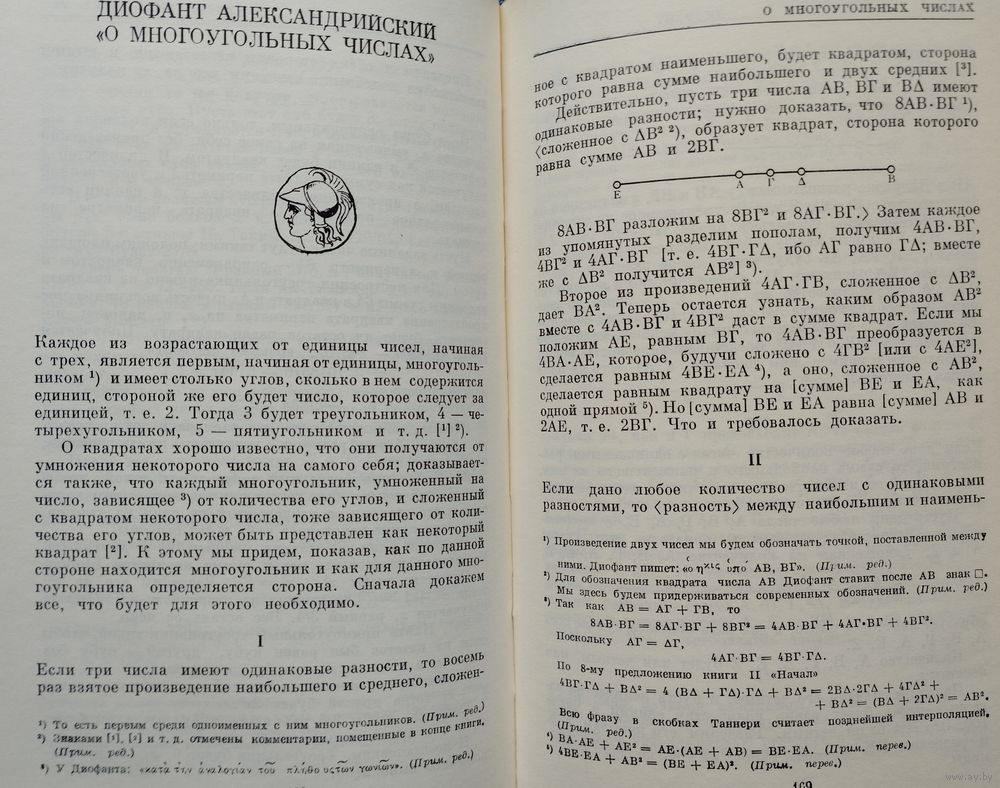 ДИОФАНТ АЛЕКСАНДРИЙСКИЙ
«О МНОГОУГОЛЬНЫХ ЧИСЛАХ»
Каждое из возрастающих от единицы чисел, начиная
с трех, является первым, начиная от единицы, многоуголь-
ником ¹) и имеет столько углов, сколько в нем содержится
единиц, стороной же его будет число, которое следует за
единицей, т. е. 2. Тогда 3 будет треугольником, 4 — че-
тырехугольником, 5 — пятиугольником и т. д. [¹] ²).
О квадратах хорошо известно, что они получаются от
умножения некоторого числа на самого себя; доказывает-
ся также, что каждый многоугольник, умноженный на
число, зависящее ³) от количества его углов, и сложенный
с квадратом некоторого числа, тоже зависящего от коли-
чества его углов, может быть представлен как некоторый
квадрат [²]. К этому мы придем, показав, как по данной
стороне находится многоугольник и как для данного мно-
гоугольника определяется сторона. Сначала докажем
все, что будет для этого необходимо.
I
Если три числа имеют одинаковые разности, то восемь
раз взятое произведение наибольшего и среднего, сложен-
¹) То есть первым среди одноименных с ним многоугольников. (Прим. ред.)
²) Знаками [¹], [²] и т. д. отмечены комментарии, помещенные в конце книги.
(Прим. ред.)
³) У Диофанта: «κατὰ τὴν ἀναλογίαν τοῦ πλήθους τῶν γωνιῶν». (Прим. ред.)
О МНОГОУГОЛЬНЫХ ЧИСЛАХ
ное с квадратом наименьшего, будет квадратом, сторона
которого равна сумме наибольшего и двух средних [³].
Действительно, пусть три числа АВ, ВГ и ВΔ имеют
одинаковые разности; нужно доказать, что 8АВ·ВГ ¹),
⟨сложенное с ΔВ² ²), образует квадрат, сторона которого
равна сумме АВ и 2ВГ.
Е А Г Δ В
8АВ·ВГ разложим на 8ВГ² и 8АГ·ВГ.⟩ Затем каждое
из упомянутых разделим пополам, получим 4АВ·ВГ,
4ВГ² и 4АГ·ВГ [т. е. 4ВГ·ГΔ, ибо АГ равно ГΔ; вместе
же с ΔВ² получится АВ²] ³).
Второе из произведений 4АГ·ГВ, сложенное с ΔВ²,
дает ВА². Теперь остается узнать, каким образом АВ²
вместе с 4АВ·ВГ и 4ВГ² даст в сумме квадрат. Если мы
положим АЕ, равным ВГ, то 4АВ·ВГ преобразуется в
4ВА·АЕ, которое, будучи сложено с 4ГВ² [или с 4АЕ²],
сделается равным 4ВЕ·ЕА ⁴), а оно, сложенное с АВ²,
сделается равным квадрату на [сумме] ВЕ и ЕА, как
одной прямой ⁵). Но [сумма] ВЕ и ЕА равна [сумме] АВ и
2АЕ, т. е. 2ВГ. Что и требовалось доказать.
II
Если дано любое количество чисел с одинаковыми
разностями, то ⟨разность⟩ между наибольшим и наимень-
¹) Произведение двух чисел мы будем обозначать точкой, поставленной между
ними. Диофант пишет: «ὁ ηκις ὑπὸ АВ, ВГ». (Прим. ред.)
²) Для обозначения квадрата числа АВ Диофант ставит после АВ знак □.
Мы здесь будем придерживаться современных обозначений. (Прим. ред.)
³) Так как АВ = АГ + ГВ, то
8АВ·ВГ = 8АГ·ВГ + 8ВГ² = 4АВ·ВГ + 4АГ·ВГ + 4ВГ².
Поскольку АГ = ΔГ,
4АГ·ВГ = 4ВГ·ГΔ.
По 8-му предложению книги II «Начал»
4ВГ·ГΔ + ВΔ² = 4 (ВΔ + ГΔ)·ГΔ + ВΔ² = 2ВΔ·2ГΔ + 4ГΔ² +
+ ВΔ² = (ВΔ + 2ГΔ)² = АВ².
Всю фразу в скобках Таннери считает позднейшей интерполяцией.
(Прим. ред.)
⁴) ВА·АЕ + АЕ² = АЕ·(АЕ + АВ) = ВЕ·ЕА. (Прим. перев.)
⁵) 4ВЕ·ЕА + АВ² = (ВЕ + ЕА)². (Прим. перев.)
169
www.ay.by